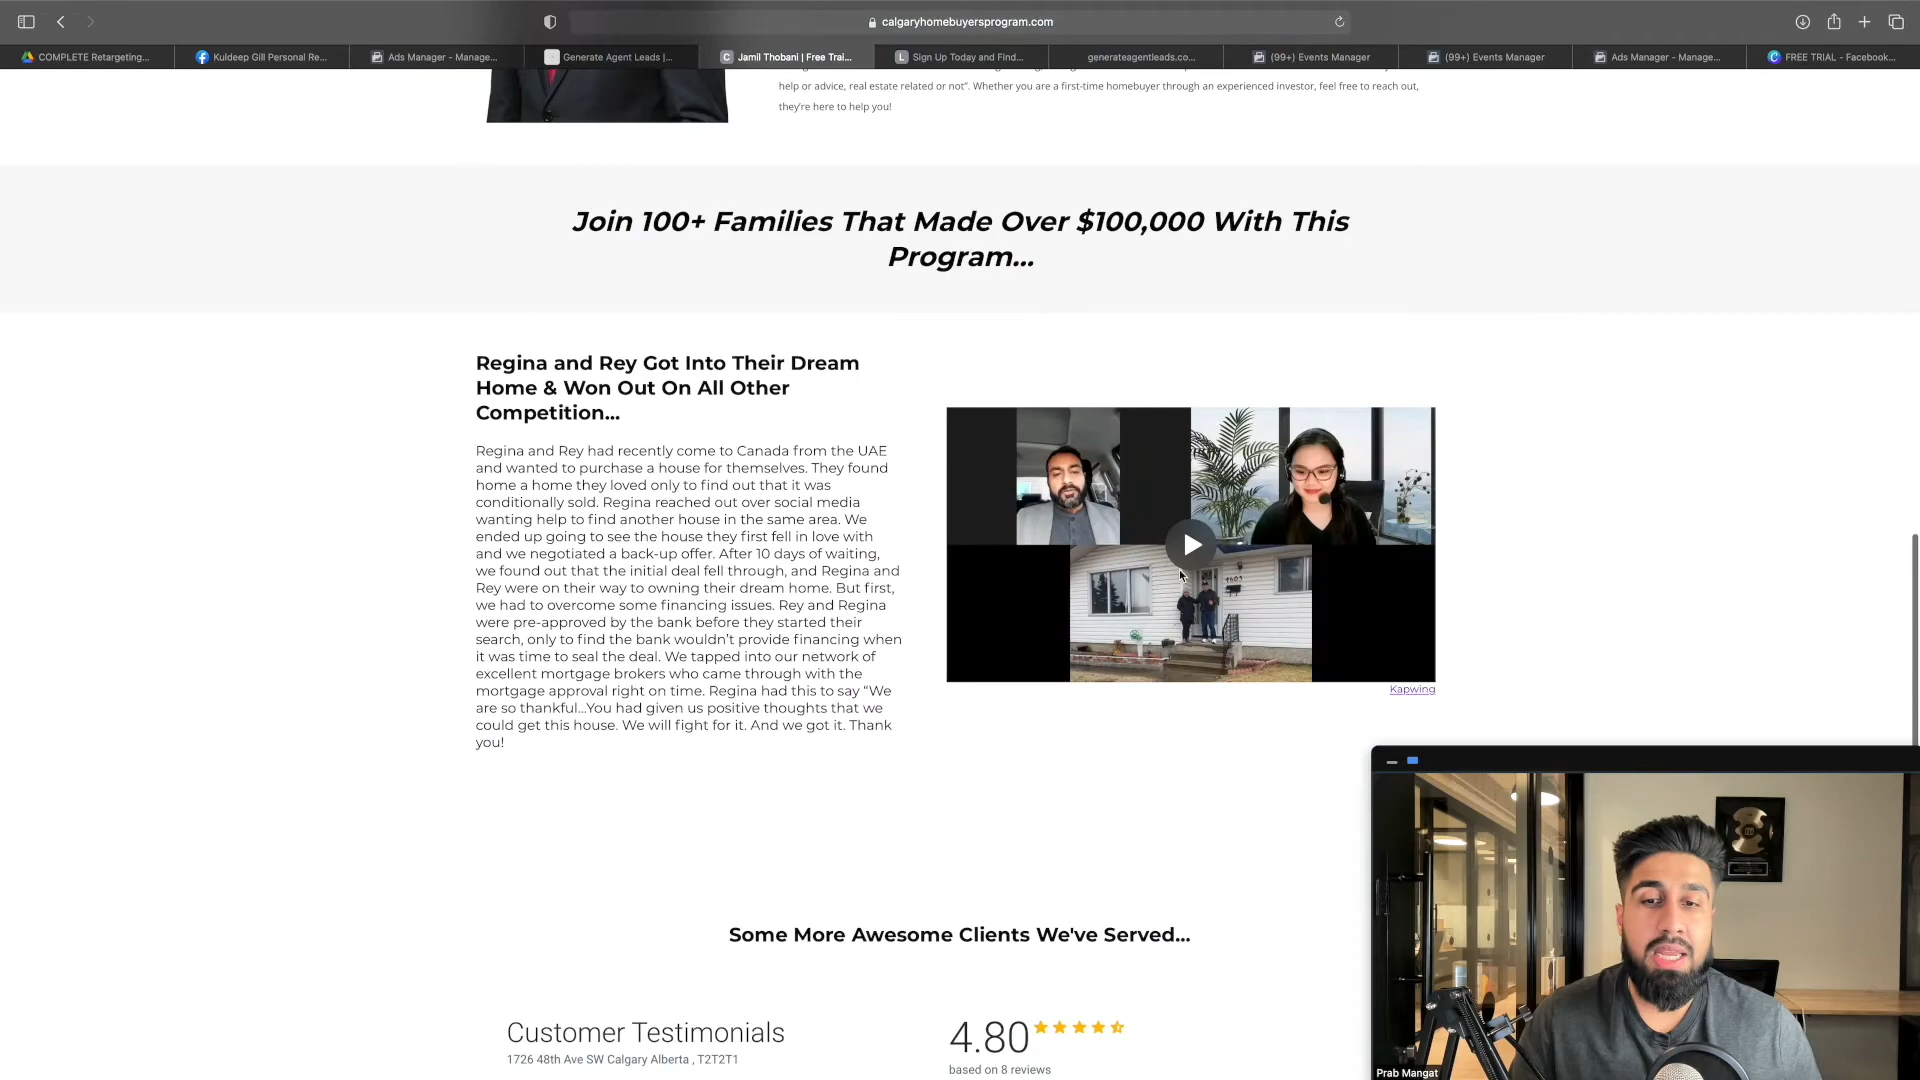 calgaryhomebuyersprogram.com
COMPLETE Retargeting...
Kuldeep Gill Personal Re...
Ads Manager - Manage...
Generate Agent Leads |...
Jamil Thobani | Free Trai...
Sign Up Today and Find...
generateagentleads.co...
(99+) Events Manager
(99+) Events Manager
Ads Manager - Manage...
FREE TRIAL - Facebook...
help or advice, real estate related or not". Whether you are a first-time homebuyer through an experienced investor, feel free to reach out,
they're here to help you!
Join 100+ Families That Made Over $100,000 With This
Program...
Regina and Rey Got Into Their Dream
Home & Won Out On All Other
Competition...
Regina and Rey had recently come to Canada from the UAE
and wanted to purchase a house for themselves. They found
home a home they loved only to find out that it was
conditionally sold. Regina reached out over social media
wanting help to find another house in the same area. We
ended up going to see the house they first fell in love with
and we negotiated a back-up offer. After 10 days of waiting,
we found out that the initial deal fell through, and Regina and
Rey were on their way to owning their dream home. But first,
we had to overcome some financing issues. Rey and Regina
were pre-approved by the bank before they started their
search, only to find the bank wouldn't provide financing when
it was time to seal the deal. We tapped into our network of
excellent mortgage brokers who came through with the
mortgage approval right on time. Regina had this to say “We
are so thankful...You had given us positive thoughts that we
could get this house. We will fight for it. And we got it. Thank
you!
Kapwing
Some More Awesome Clients We've Served...
Customer Testimonials
1726 48th Ave SW Calgary Alberta , T2T2T1
4.80
based on 8 reviews
Prab Mangat